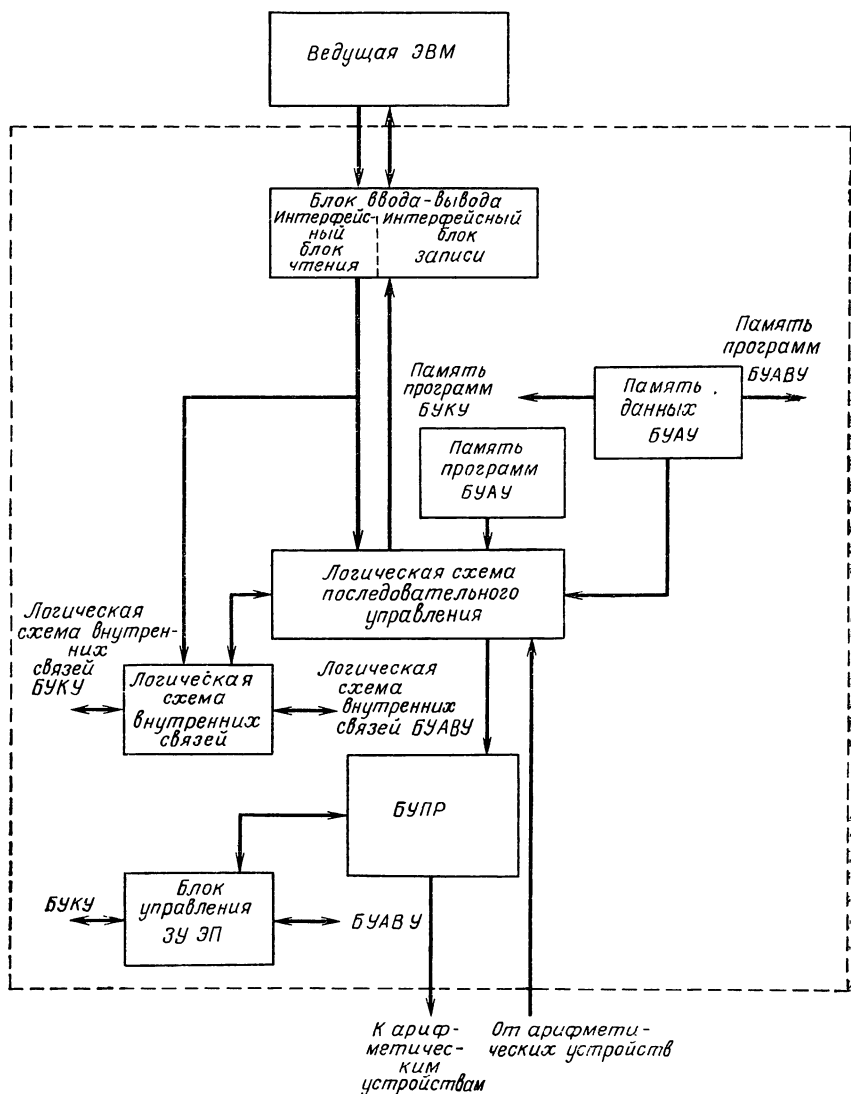 Ведущая ЭВМ
Блок ввода-вывода
Интерфейс-
ный
блок
чтения
интерфейсный
блок
записи
Память
программ
БУКУ
Память
данных
БУАУ
Память
программ
БУАВУ
Память
программ
БУАУ
Логическая схема
последовательного
управления
Логическая
схема внутрен-
них
связей
БУКУ
Логическая
схема
внутренних
связей
Логическая
схема
внутренних
связей БУАВУ
БУПР
БУКУ
Блок
управления
ЗУ ЭП
БУАВУ
К ариф-
метичес-
ким
устройствам
От арифмети-
ческих устройств